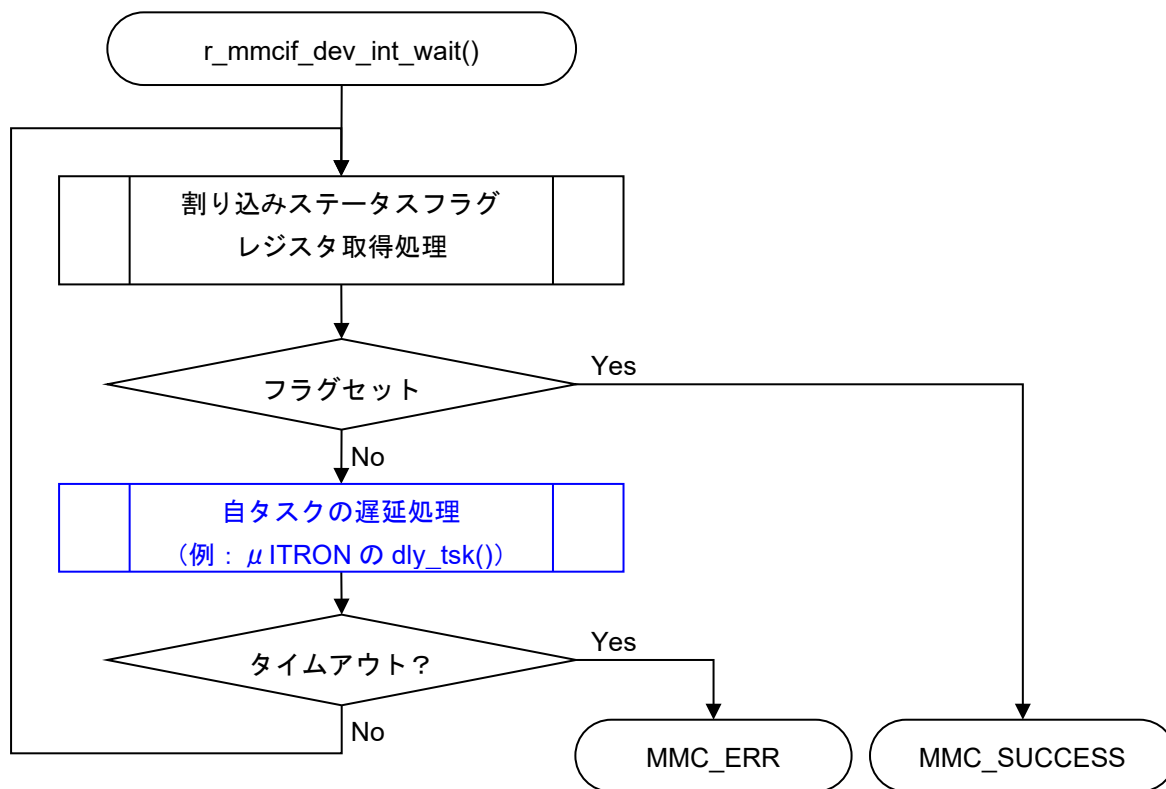 r_mmcif_dev_int_wait()
割り込みステータスフラグ
レジスタ取得処理
フラグセット
Yes
No
自タスクの遅延処理
（例：μITRON の dly_tsk()）
タイムアウト？
Yes
No
MMC_ERR
MMC_SUCCESS